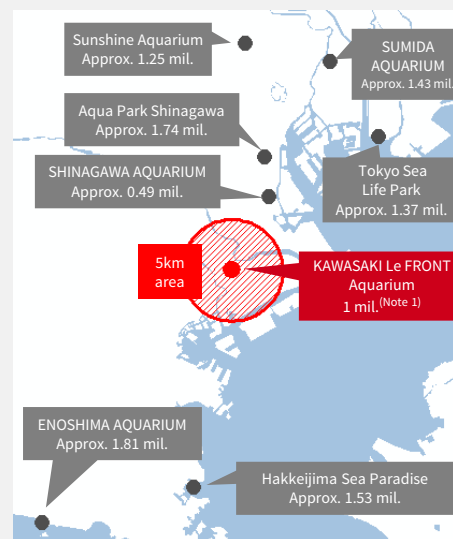 Sunshine Aquarium
Approx. 1.25 mil.
SUMIDA
AQUARIUM
Approx. 1.43 mil.
Aqua Park Shinagawa
Approx. 1.74 mil.
SHINAGAWA AQUARIUM
Approx. 0.49 mil.
Tokyo Sea
Life Park
Approx. 1.37 mil.
5km
area
KAWASAKI Le FRONT
Aquarium
1 mil.(Note 1)
ENOSHIMA AQUARIUM
Approx. 1.81 mil.
Hakkeijima Sea Paradise
Approx. 1.53 mil.